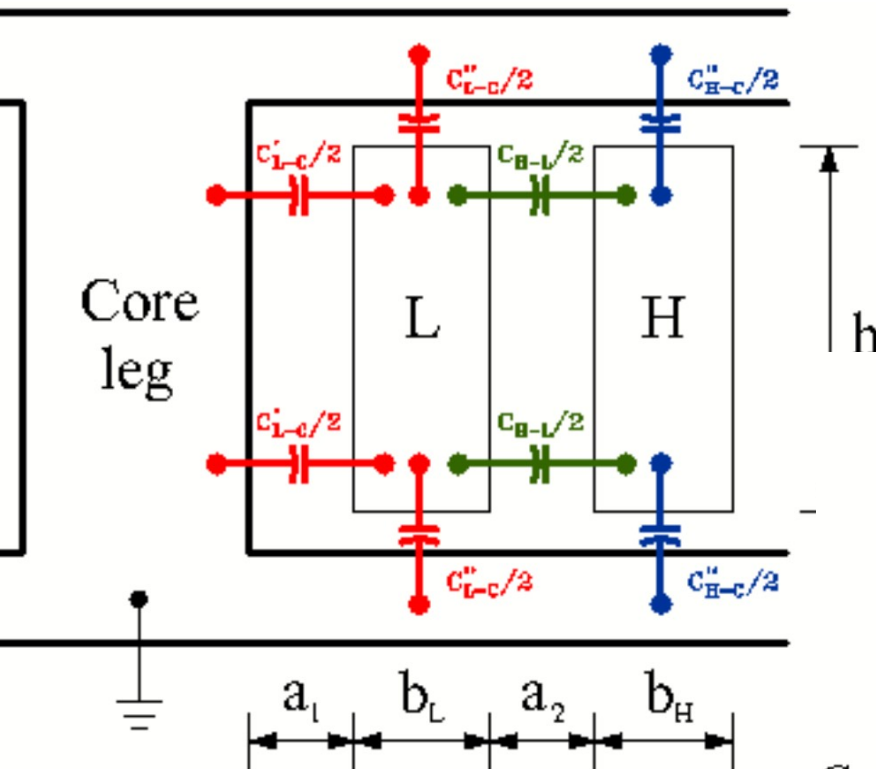 C"L-C/2 C"H-C/2
C'L-C/2 CH-L/2
Core
leg
L H
h
C'L-C/2 CH-L/2
C"L-C/2 C"H-C/2
a1 bL a2 bH